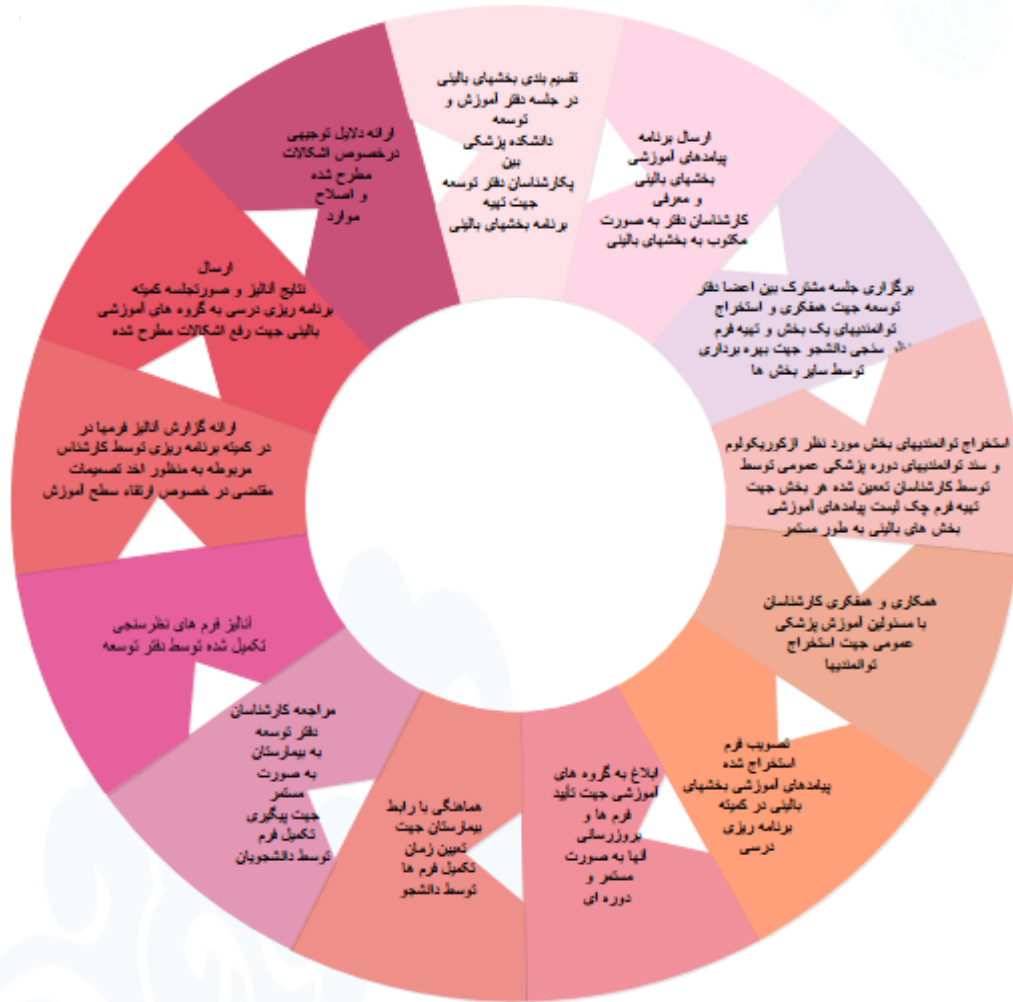 تقسیم بندی بخشهای بالینی
در جلسه دفتر آموزش و
توسعه
دانشکده پزشکی
بین
پکارشناسان دفتر توسعه
جهت تهیه
برنامه بخشهای بالینی
ارسال برنامه
پیامدهای آموزشی
بخشهای بالینی
و معرفی
کارشناسان دفتر به صورت
مکتوب به بخشهای بالینی
برگزاری جلسه مشترک بین اعضا دفتر
توسعه جهت همفکری و استخراج
توانمندیهای یک بخش و تهیه فرم
نظر سنجی دانشجو جهت بهره برداری
توسط سایر بخش ها
استخراج توانمندیهای بخش مورد نظر ازکوریکولوم
و سند توانمندیهای دوره پزشکی عمومی توسط
توسط کارشناسان تعمین شده هر بخش جهت
تهیه فرم چک لیست پیامدهای آموزشی
بخش های بالینی به طور مستمر
همکاری و همفکری کارشناسان
با مسئولین آموزش پزشکی
عمومی جهت استخراج
توانمندیها
تصویب فرم
استخراج شده
پیامدهای آموزشی بخشهای
بالینی در کمیته
برنامه ریزی
درسی
ابلاغ به گروه های
آموزشی جهت تأیید
فرم ها و
بروزرسانی
آنها به صورت
مستمر و
دوره ای
هماهنگی با رابط
بیمارستان جهت
تعیین زمان
تکمیل فرم ها
توسط دانشجو
مراجعه کارشناسان
دفتر توسعه
به بیمارستان
به صورت
مستمر
جهت پیگیری
تکمیل فرم
توسط دانشجویان
آنالیز فرم های نظرسنجی
تکمیل شده توسط دفتر توسعه
ارائه گزارش آنالیز فرمها در
در کمیته برنامه ریزی توسط کارشناس
مربوطه به منظور اخذ تصمیمات
مقتضی در خصوص ارتقاء سطح آموزش
ارسال
نتایج آنالیز و صورتجلسه کمیته
برنامه ریزی درسی به گروه های آموزشی
بالینی جهت رفع اشکالات مطرح شده
ارائه دلایل توجیهی
درخصوص اشکالات
مطرح شده
و اصلاح
موارد